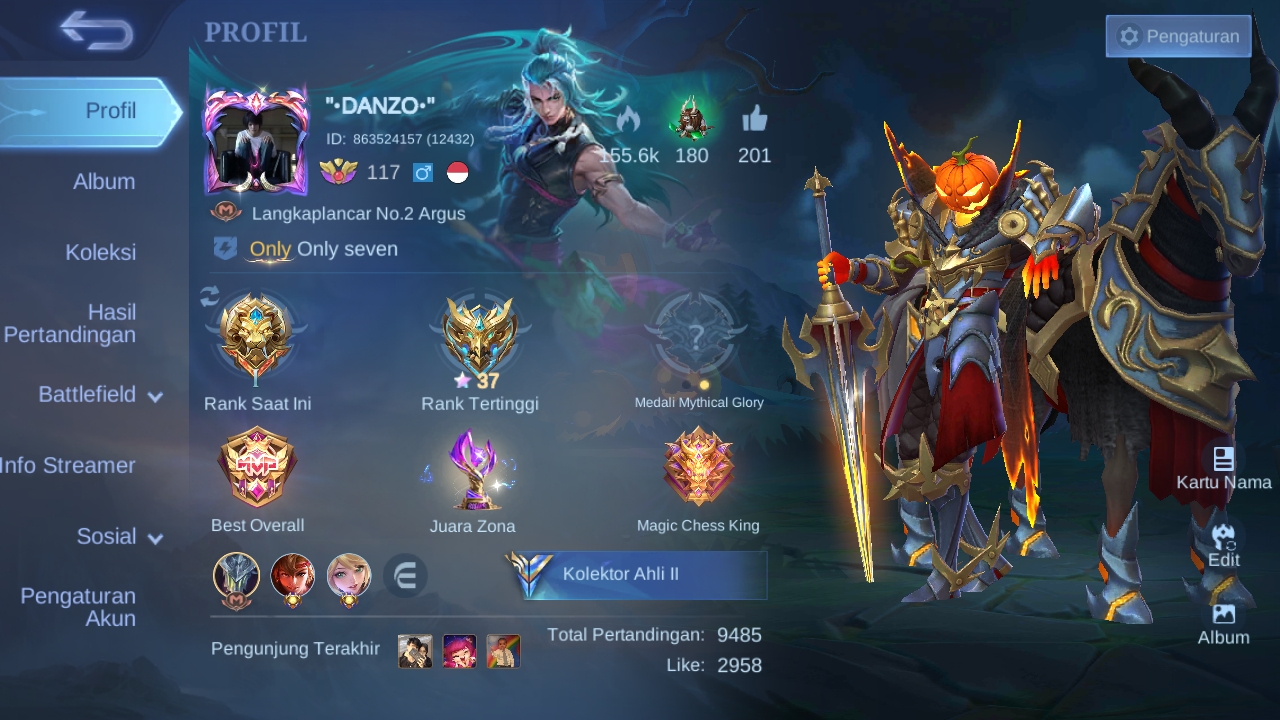 PROFIL
Pengaturan
Profil
Album
Koleksi
Hasil
Pertandingan
Battlefield
Info Streamer
Sosial
Pengaturan
Akun
"•DANZO•"
ID: 863524157 (12432)
117
155.6k
180
201
Langkaplancar No.2 Argus
Only Only seven
I
Rank Saat Ini
37
Rank Tertinggi
?
Medali Mythical Glory
MVP
Best Overall
Juara Zona
Magic Chess King
Kolektor Ahli II
Pengunjung Terakhir
Total Pertandingan: 9485
Like: 2958
Kartu Nama
Edit
Album